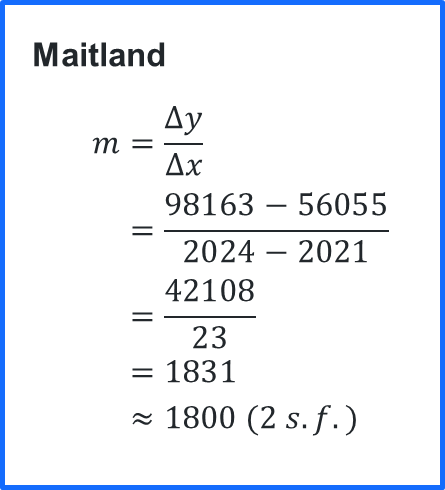 Maitland
m = Δy/Δx
= (98163 − 56055)/(2024 − 2021)
= 42108/23
= 1831
≈ 1800 (2 s.f.)